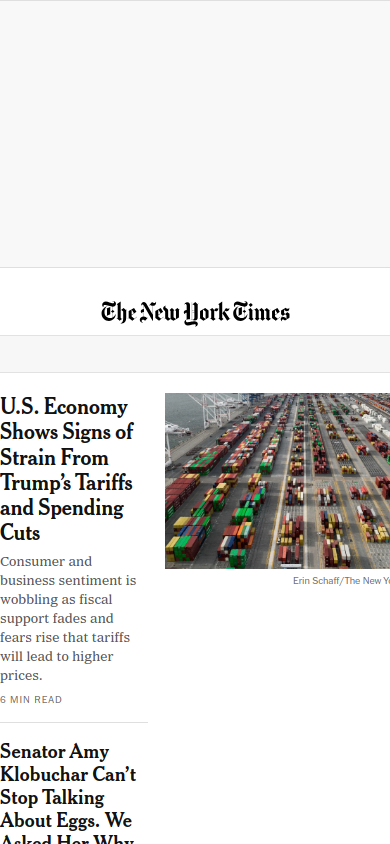 The New York Times
U.S. Economy
Shows Signs of
Strain From
Trump's Tariffs
and Spending
Cuts
Consumer and
business sentiment is
wobbling as fiscal
support fades and
fears rise that tariffs
will lead to higher
prices.
6 MIN READ
Erin Schaff/The New Yo
Senator Amy
Klobuchar Can't
Stop Talking
About Eggs. We
Asked Her Why